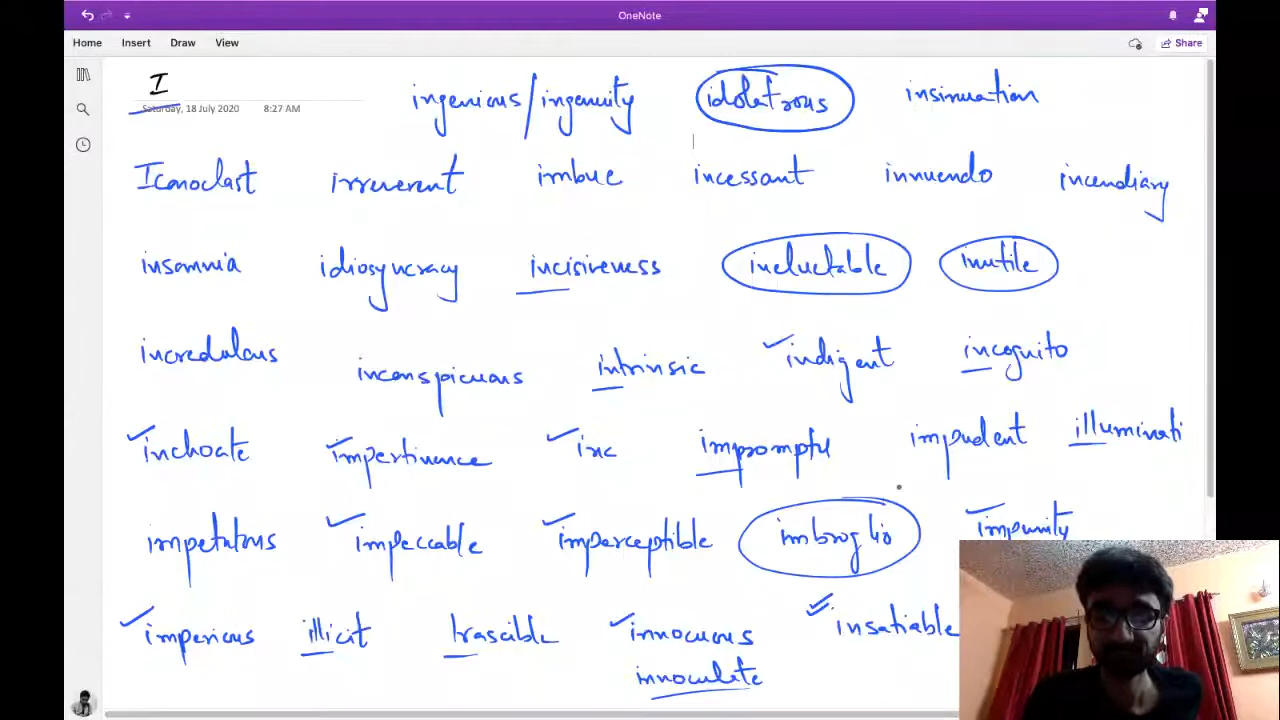 OneNote
Home Insert Draw View Share
I
Saturday, 18 July 2020 8:27 AM
ingenious/ingenuity idolatrous insinuation
Iconoclast irreverent imbue incessant innuendo incendiary
insomnia idiosyncracy incisiveness ineluctable inutile
incredulous inconspicuous intrinsic indigent incognito
inchoate impertinence inc impromptu impudent illuminati
impetutous impeccable imperceptible imbroglio impunity
imperious illicit Irascible innocuous insatiable
innoculate